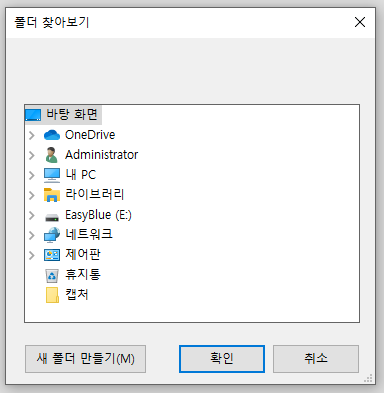 폴더 찾아보기
바탕 화면
OneDrive
Administrator
내 PC
라이브러리
EasyBlue (E:)
네트워크
제어판
휴지통
캡처
새 폴더 만들기(M)
확인
취소